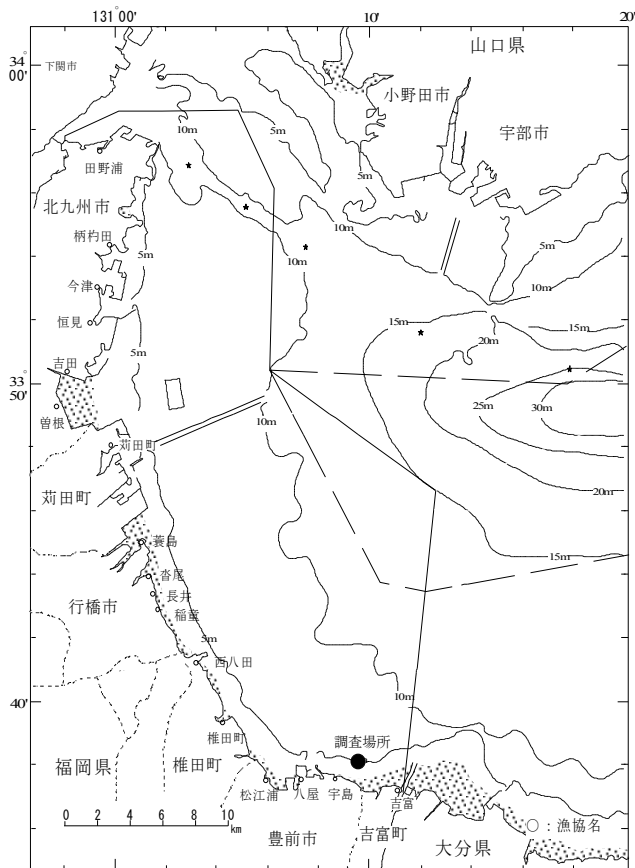 131°00'
10'
20'
34°
00'
下関市
山口県
小野田市
宇部市
10m
5m
5m
田野浦
北九州市
10m
柄杓田
5m
5m
10m
10m
今津
15m
15m
恒見
20m
5m
吉田
33°
50'
25m
30m
曽根
10m
苅田町
苅田町
20m
蓑島
15m
沓尾
行橋市
長井
稲童
5m
西八田
40'
10m
椎田町
調査場所
福岡県
椎田町
松江浦
八屋
宇島
吉富
○：漁協名
0 2 4 6 8 10
km
豊前市
吉富町
大分県